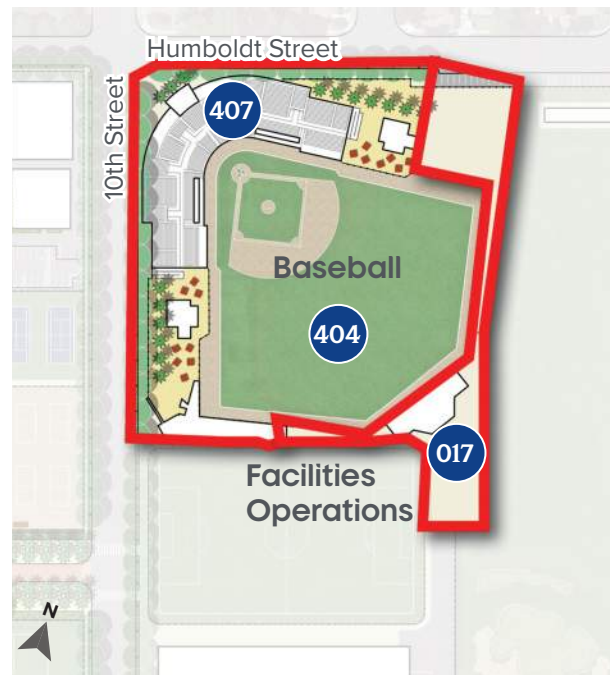 Humboldt Street
10th Street
407
Baseball
404
017
Facilities
Operations
N